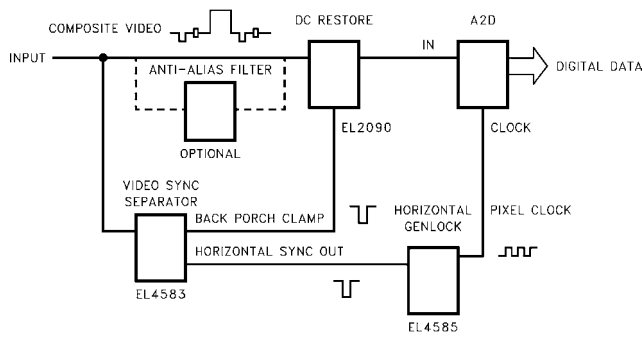 DC RESTORE
A2D
COMPOSITE VIDEO
INPUT
IN
ANTI-ALIAS FILTER
DIGITAL DATA
EL2090
CLOCK
OPTIONAL
VIDEO SYNC
SEPARATOR
BACK PORCH CLAMP
HORIZONTAL
GENLOCK
PIXEL CLOCK
HORIZONTAL SYNC OUT
EL4583
EL4585